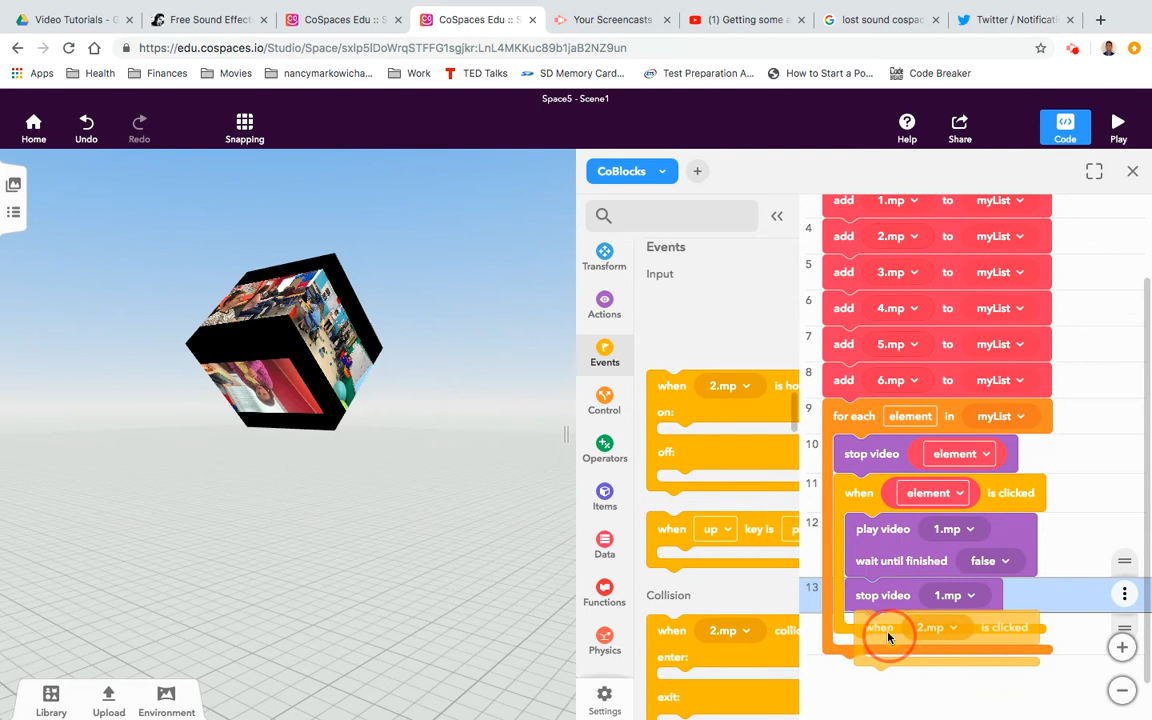 Video Tutorials - G
Free Sound Effect
CoSpaces Edu :: S
CoSpaces Edu :: S
Your Screencasts
(1) Getting some a
lost sound cospac
Twitter / Notificati
https://edu.cospaces.io/Studio/Space/sxlp5IDoWrqSTFFG1sgjkr:LnL4MKKuc89b1jaB2NZ9un
Apps
Health
Finances
Movies
nancymarkowicha...
Work
TED Talks
SD Memory Card...
Test Preparation A...
How to Start a Po...
Code Breaker
Space5 - Scene1
Home
Undo
Redo
Snapping
Help
Share
Code
Play
CoBlocks
Transform
Actions
Events
Control
Operators
Items
Data
Functions
Physics
Settings
Events
Input
when 2.mp is ho
on:
off:
when up key is p
Collision
when 2.mp collic
enter:
exit:
add 1.mp to myList
4 add 2.mp to myList
5 add 3.mp to myList
6 add 4.mp to myList
7 add 5.mp to myList
8 add 6.mp to myList
9 for each element in myList
10 stop video element
11 when element is clicked
12 play video 1.mp
wait until finished false
13 stop video 1.mp
when 2.mp is clicked
Library
Upload
Environment